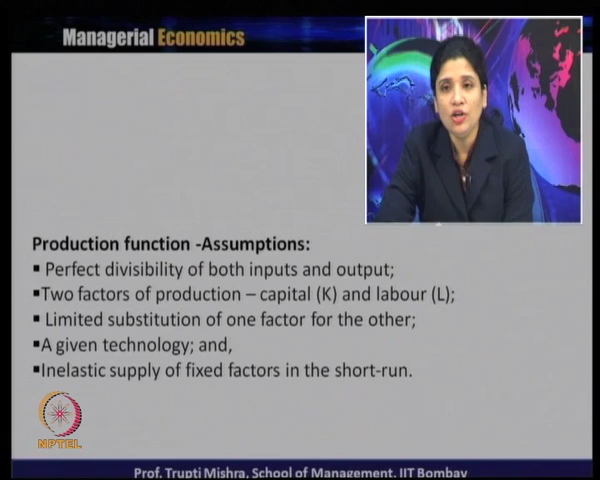 Managerial Economics
Production function -Assumptions:
▪ Perfect divisibility of both inputs and output;
▪Two factors of production – capital (K) and labour (L);
▪ Limited substitution of one factor for the other;
▪A given technology; and,
▪Inelastic supply of fixed factors in the short-run.
NPTEL
Prof. Trupti Mishra, School of Management, IIT Bombay